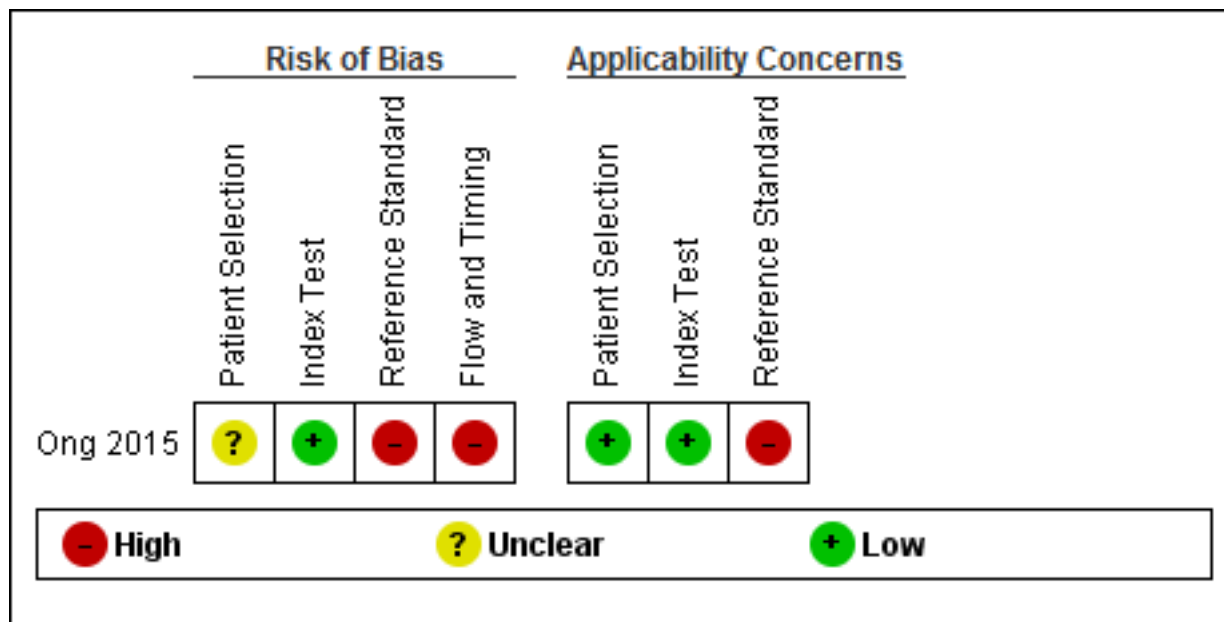 Risk of Bias
Applicability Concerns
Patient Selection
Index Test
Reference Standard
Flow and Timing
Patient Selection
Index Test
Reference Standard
Ong 2015 ? + - - + + -
- High ? Unclear + Low